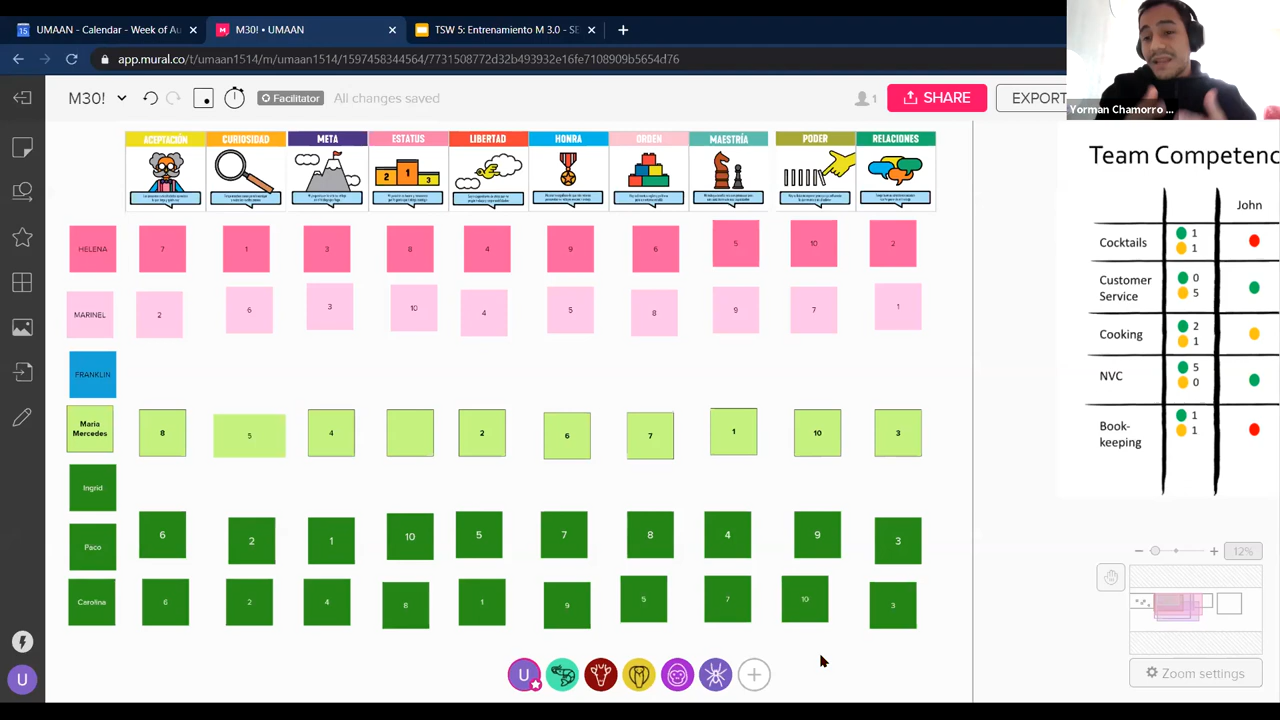 UMAAN - Calendar - Week of Au
M30! • UMAAN
TSW 5: Entrenamiento M 3.0 - SE
app.mural.co/t/umaan1514/m/umaan1514/1597458344564/7731508772d32b493932e16fe7108909b5654d76
M30!
Facilitator
All changes saved
1
SHARE
EXPORT
Yorman Chamorro ...
ACEPTACIÓN CURIOSIDAD META ESTATUS LIBERTAD HONRA ORDEN MAESTRÍA PODER RELACIONES
2 1 3
HELENA 7 1 3 8 4 9 6 5 10 2
MARINEL 2 6 3 10 4 5 8 9 7 1
FRANKLIN
Maria
Mercedes 8 5 4 2 6 7 1 10 3
Ingrid
Paco 6 2 1 10 5 7 8 4 9 3
Carolina 6 2 4 8 1 9 5 7 10 3
U
U
Team Competenc
John
Cocktails 1
1
Customer
Service 0
5
Cooking 2
1
NVC 5
0
Book-
keeping 1
1
12%
Zoom settings